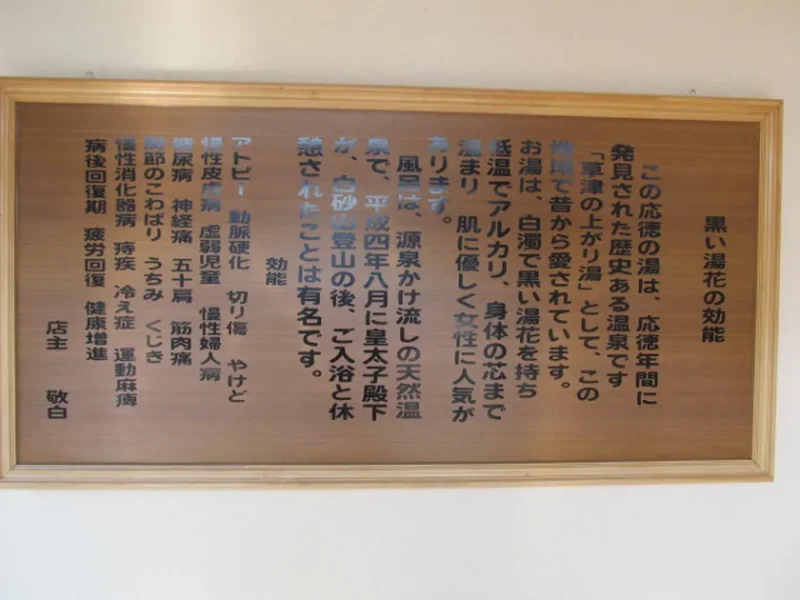 黒い湯花の効能
この応徳の湯は、応徳年間に
発見された歴史ある温泉です
「草津の上がり湯」として、この
地域で昔から愛されています。
お湯は、白濁で黒い湯花を持ち
低温でアルカリ、身体の芯まで
温まり 肌に優しく女性に人気が
あります。
風呂は、源泉かけ流しの天然温
泉で、平成四年八月に皇太子殿下
が、白砂山登山の後、ご入浴と休
憩されたことは有名です。
効能
アトピー 動脈硬化 切り傷 やけど
慢性皮膚病 虚弱児童 慢性婦人病
糖尿病 神経痛 五十肩 筋肉痛
関節のこわばり うちみ くじき
慢性消化器病 痔疾 冷え症 運動麻痺
病後回復期 疲労回復 健康増進
店主 敬白